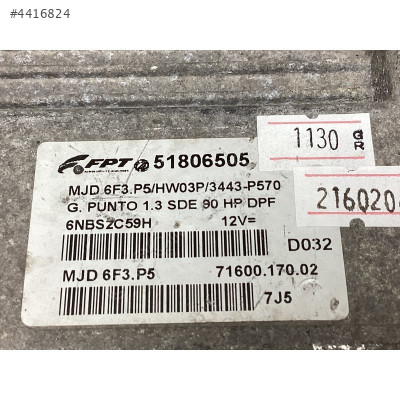 #4416824
1130 GR
FPT 51806505
MJD 6F3.P5/HW03P/3443-P570
G. PUNTO 1.3 SDE 90 HP DPF
6NBS2C59H 12V=
216020
D032
MJD 6F3.P5 71600.170.02
7J5